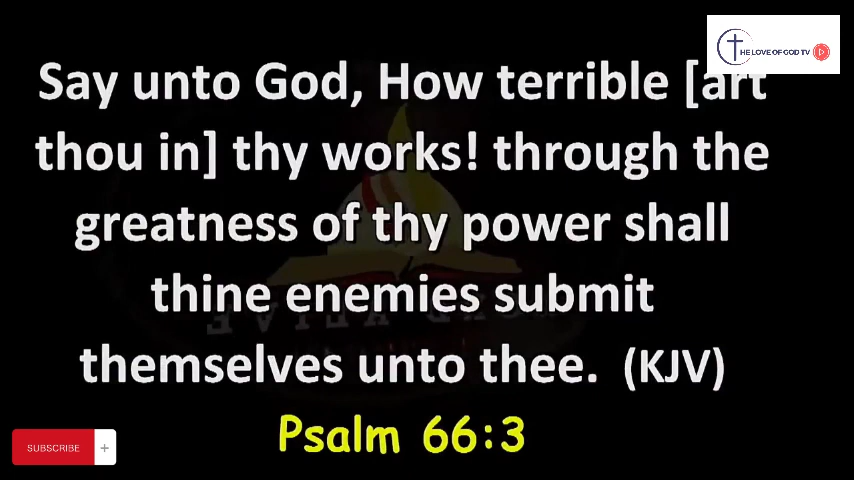 THE LOVE OF GOD TV
Say unto God, How terrible [art
thou in] thy works! through the
greatness of thy power shall
thine enemies submit
themselves unto thee. (KJV)
Psalm 66:3
SUBSCRIBE +